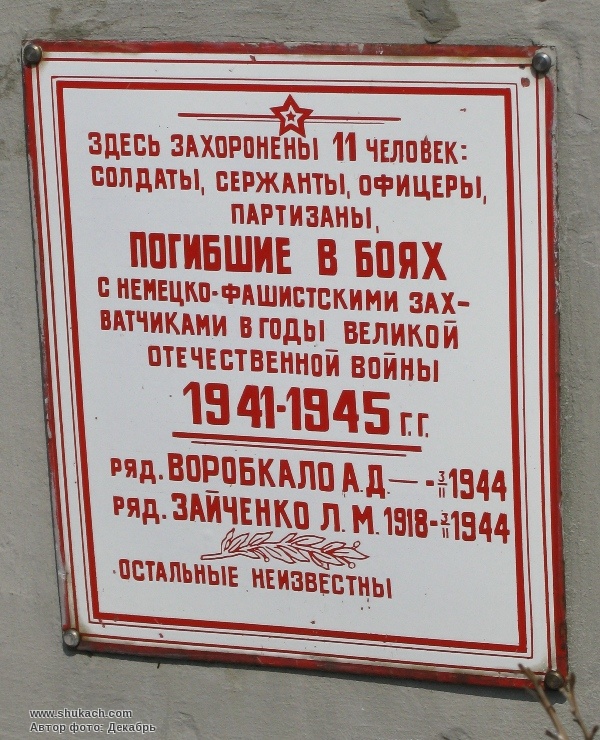 ЗДЕСЬ ЗАХОРОНЕНЫ 11 ЧЕЛОВЕК:
СОЛДАТЫ, СЕРЖАНТЫ, ОФИЦЕРЫ,
ПАРТИЗАНЫ,
ПОГИБШИЕ В БОЯХ
С НЕМЕЦКО-ФАШИСТСКИМИ ЗАХ-
ВАТЧИКАМИ В ГОДЫ ВЕЛИКОЙ
ОТЕЧЕСТВЕННОЙ ВОЙНЫ
1941-1945 Г.Г.
РЯД. ВОРОБКАЛО А.Д. — - 3/II 1944
РЯД. ЗАЙЧЕНКО Л.М. 1918 - 3/II 1944
ОСТАЛЬНЫЕ НЕИЗВЕСТНЫ
www.shukach.com
Автор фото: Декабрь